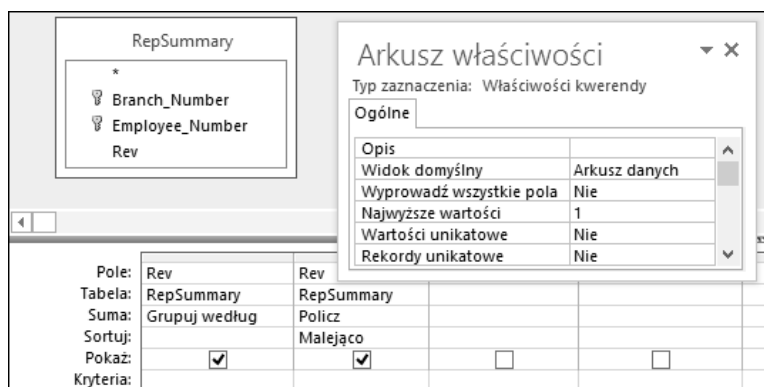 RepSummary
*
Branch_Number
Employee_Number
Rev
Arkusz właściwości
Typ zaznaczenia: Właściwości kwerendy
Ogólne
Opis
Widok domyślny Arkusz danych
Wyprowadź wszystkie pola Nie
Najwyższe wartości 1
Wartości unikatowe Nie
Rekordy unikatowe Nie
Pole: Rev Rev
Tabela: RepSummary RepSummary
Suma: Grupuj według Policz
Sortuj: Malejąco
Pokaż:
Kryteria: